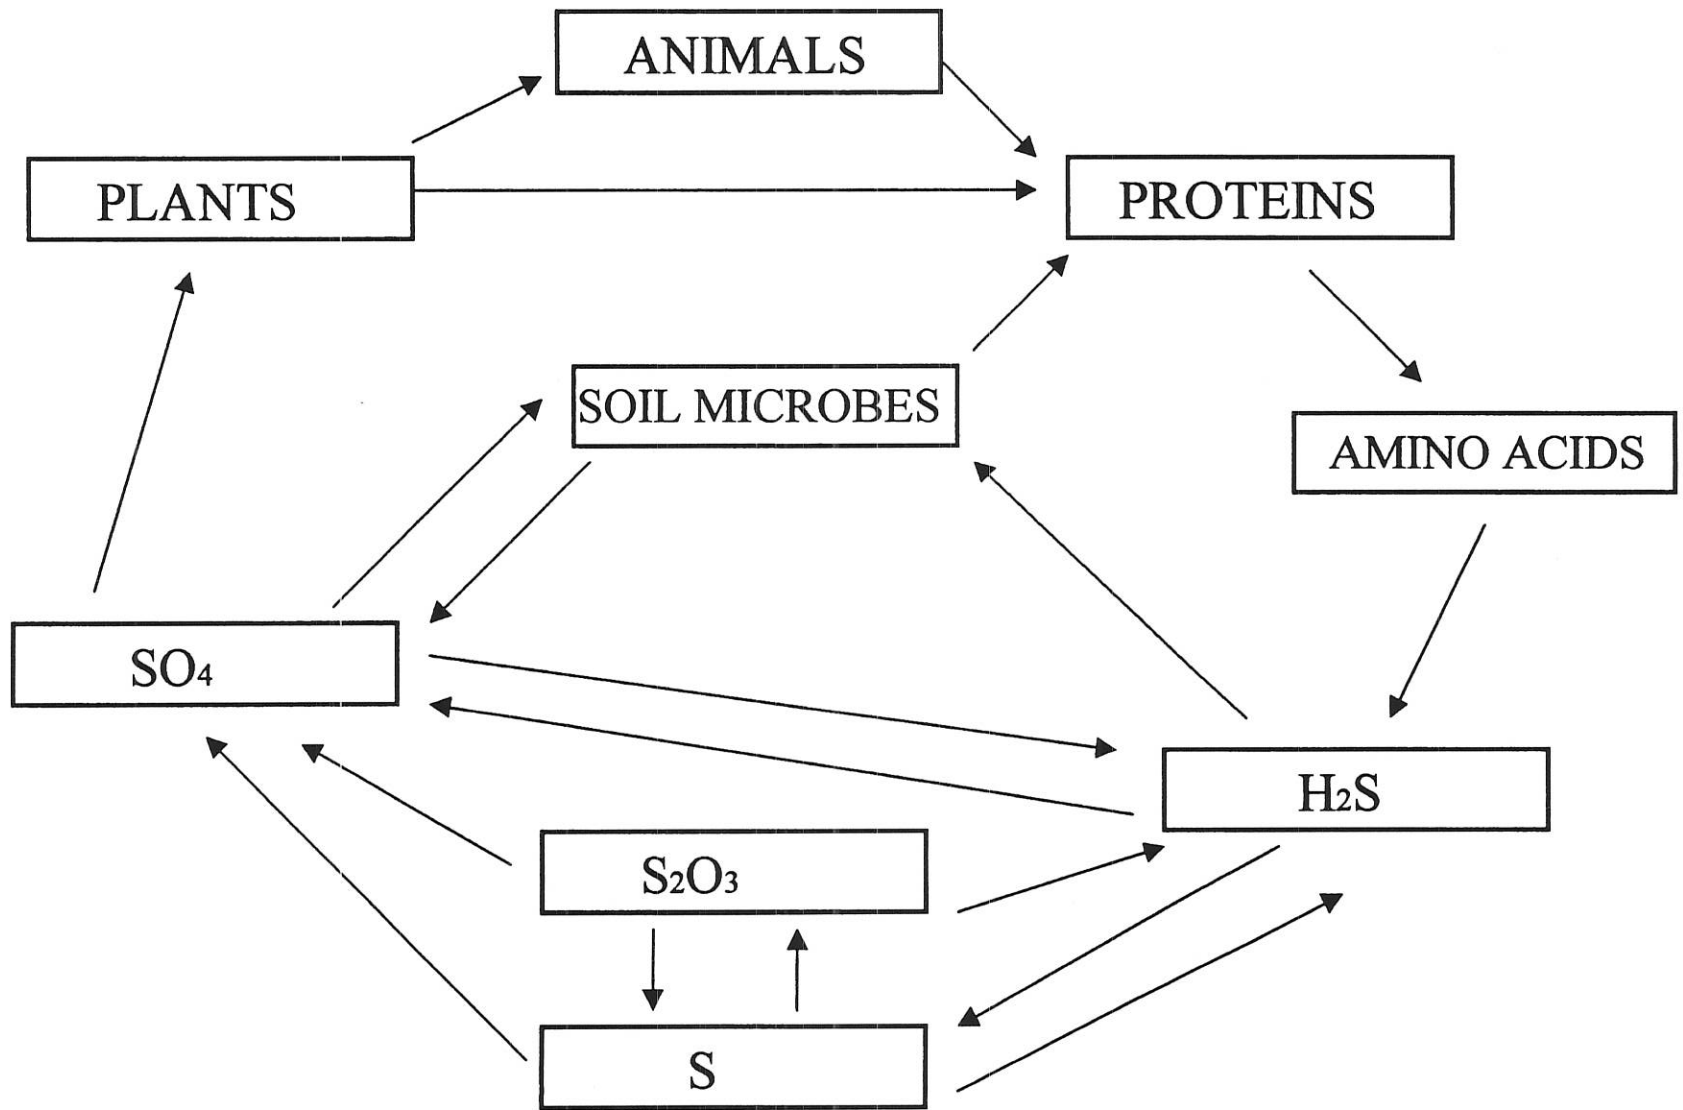 ANIMALS
PLANTS
PROTEINS
SOIL MICROBES
AMINO ACIDS
SO₄
H₂S
S₂O₃
S